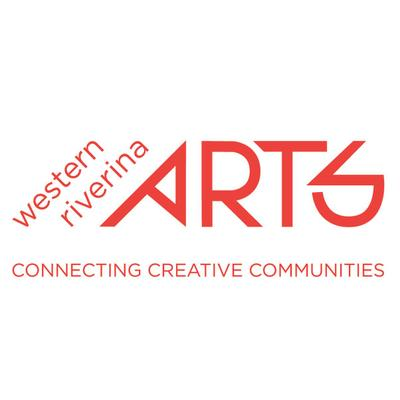 western
riverina
ARTS
CONNECTING CREATIVE COMMUNITIES